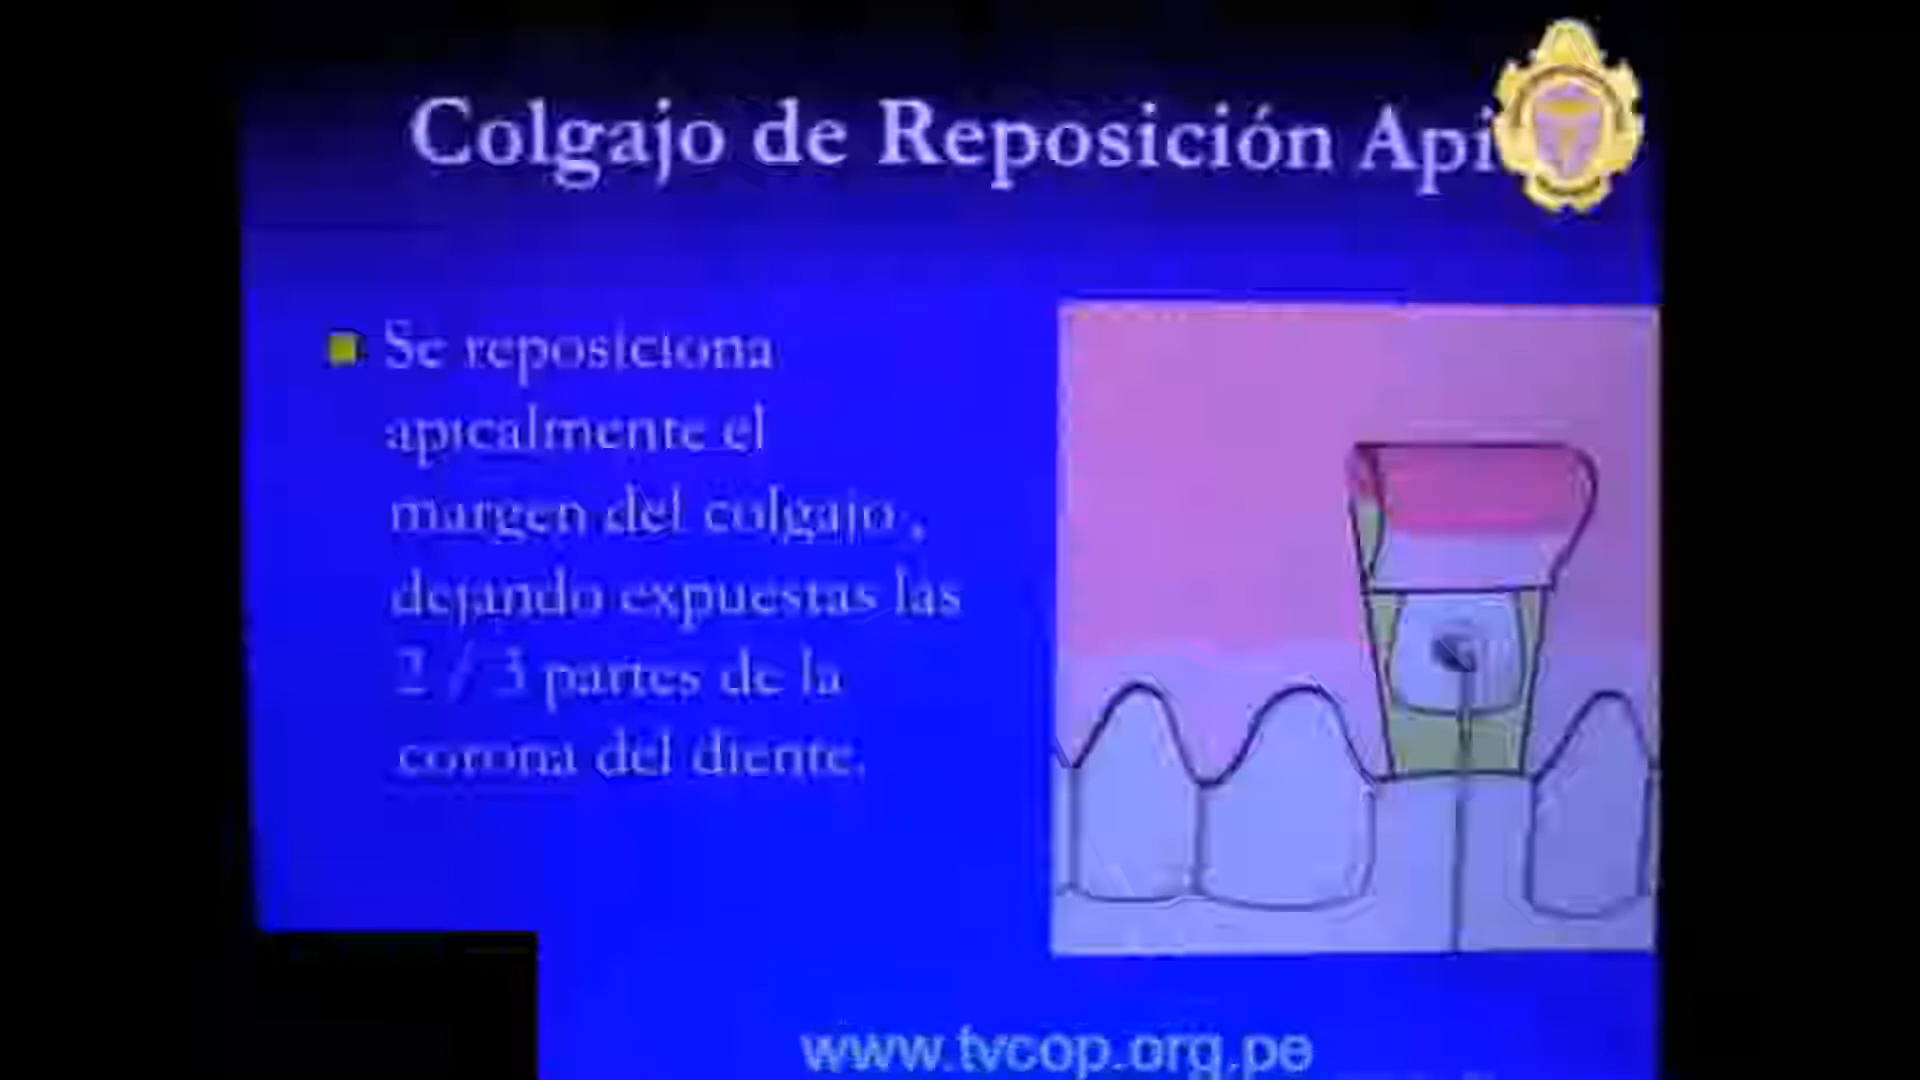 Colgajo de Reposición Api
Se reposiciona
apicalmente el
margen del colgajo ,
dejando expuestas las
2 / 3 partes de la
corona del diente.
www.tvcop.org.pe